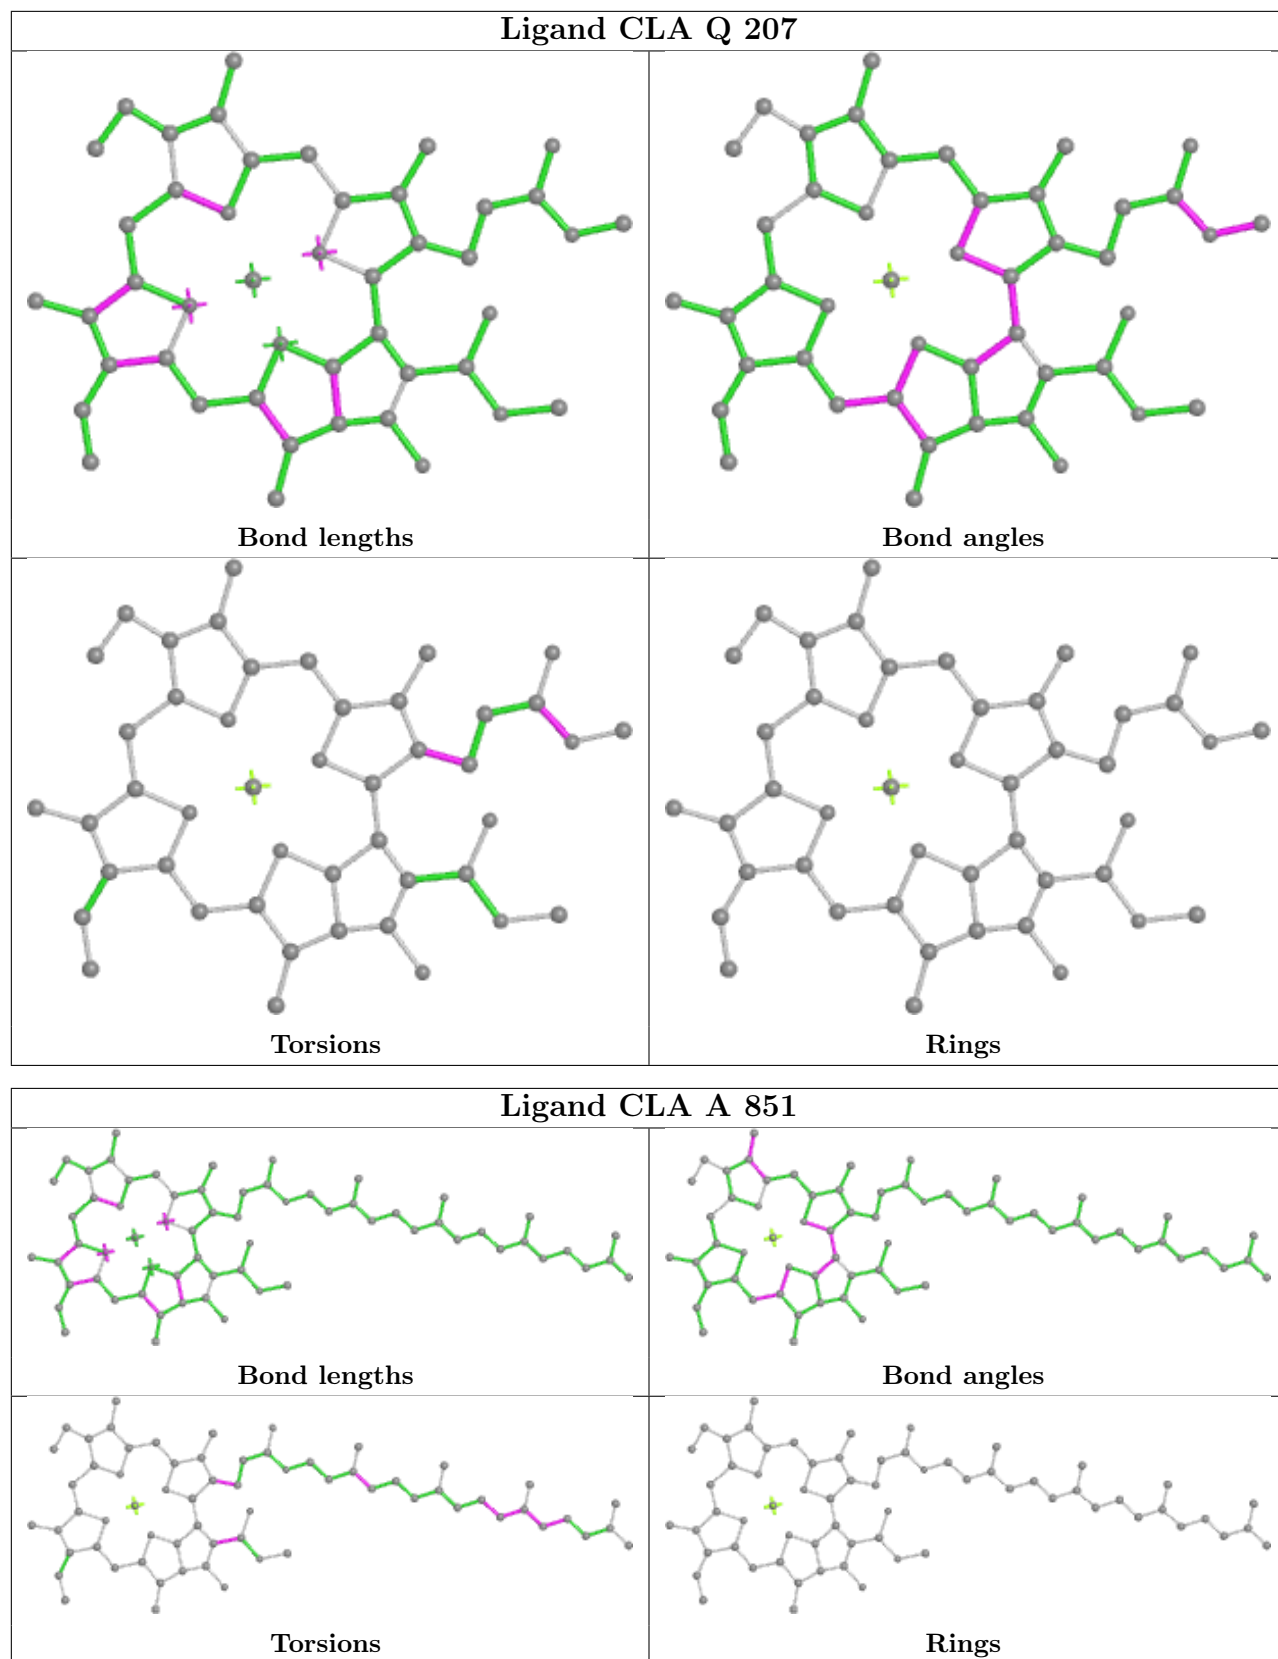 Ligand CLA Q 207
Bond lengths
Bond angles
Torsions
Rings
Ligand CLA A 851
Bond lengths
Bond angles
Torsions
Rings